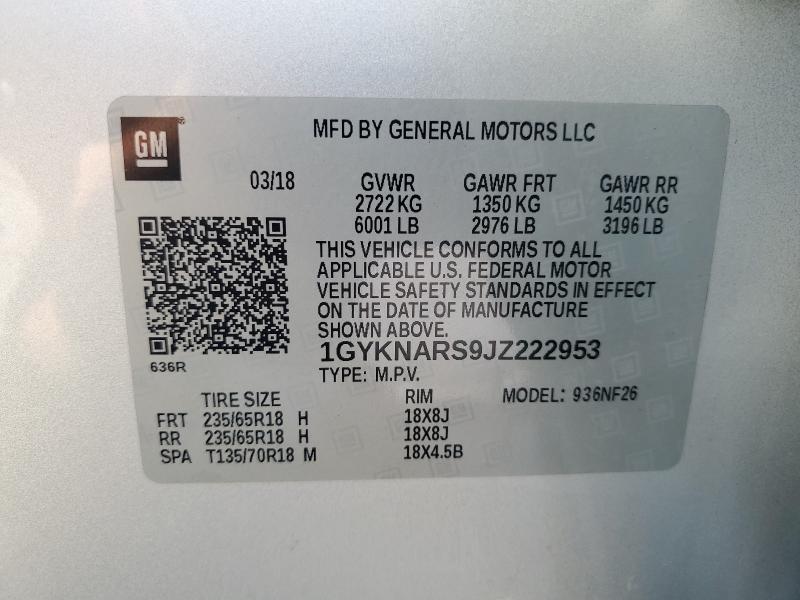 GM
MFD BY GENERAL MOTORS LLC
03/18 GVWR GAWR FRT GAWR RR
2722 KG 1350 KG 1450 KG
6001 LB 2976 LB 3196 LB
THIS VEHICLE CONFORMS TO ALL
APPLICABLE U.S. FEDERAL MOTOR
VEHICLE SAFETY STANDARDS IN EFFECT
ON THE DATE OF MANUFACTURE
SHOWN ABOVE.
1GYKNARS9JZ222953
636R
TYPE: M.P.V.
TIRE SIZE RIM MODEL: 936NF26
FRT 235/65R18 H 18X8J
RR 235/65R18 H 18X8J
SPA T135/70R18 M 18X4.5B